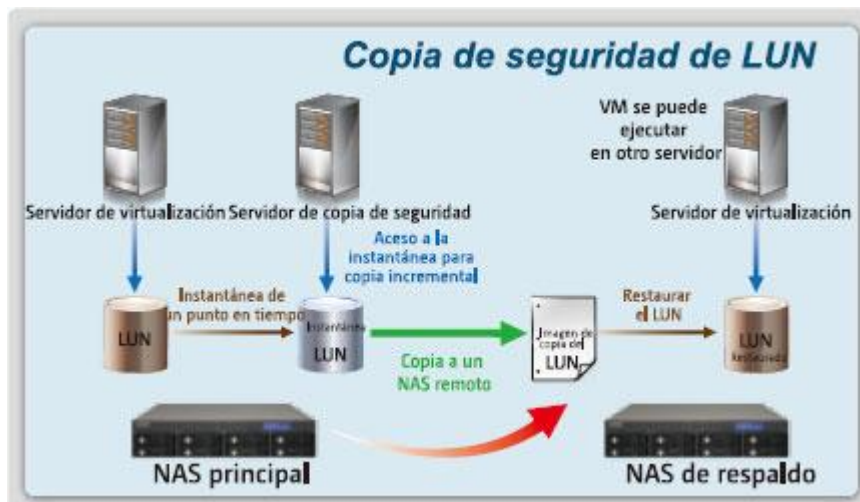 Copia de seguridad de LUN
VM se puede
ejecutar
en otro servidor
Servidor de virtualización
Servidor de copia de seguridad
Servidor de virtualización
Aceso a la
instantánea para
copia incremental
Instantánea de
un punto en tiempo
LUN
Instantánea
LUN
Copia a un
NAS remoto
Imagen de
copia de
LUN
Restaurar
el LUN
LUN
Restaurado
NAS principal
NAS de respaldo